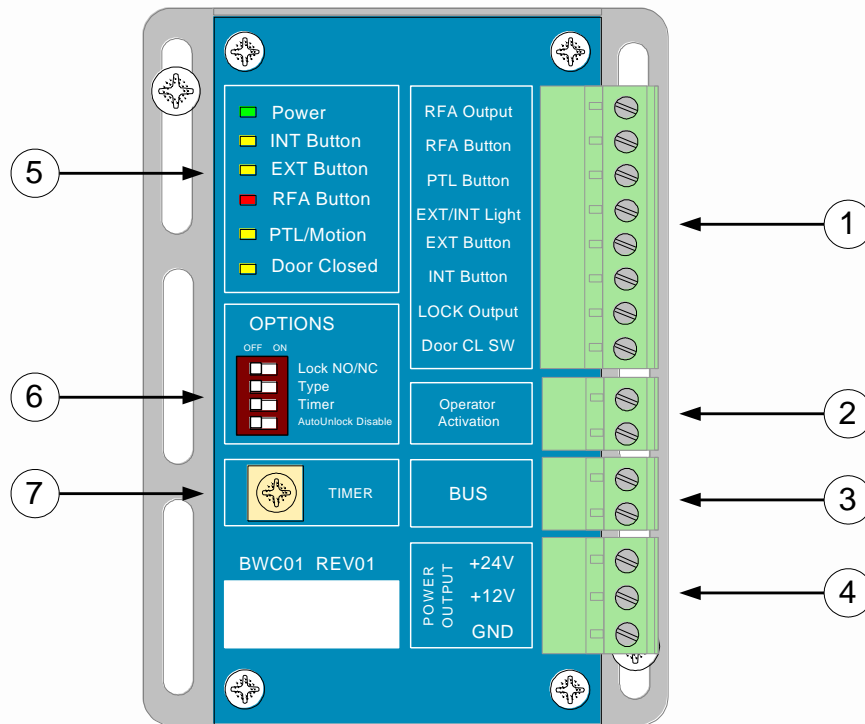 Power
INT Button
EXT Button
RFA Button
PTL/Motion
Door Closed
RFA Output
RFA Button
PTL Button
EXT/INT Light
EXT Button
INT Button
LOCK Output
Door CL SW
OPTIONS
OFF ON
Lock NO/NC
Type
Timer
AutoUnlock Disable
Operator
Activation
TIMER
BUS
BWC01 REV01
POWER
OUTPUT
+24V
+12V
GND
5
6
7
1
2
3
4